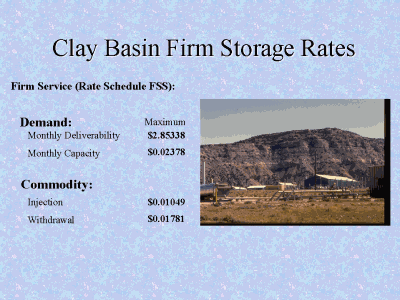 Clay Basin Firm Storage Rates
Firm Service (Rate Schedule FSS):
Demand: Maximum
Monthly Deliverability $2.85338
Monthly Capacity $0.02378
Commodity:
Injection $0.01049
Withdrawal $0.01781